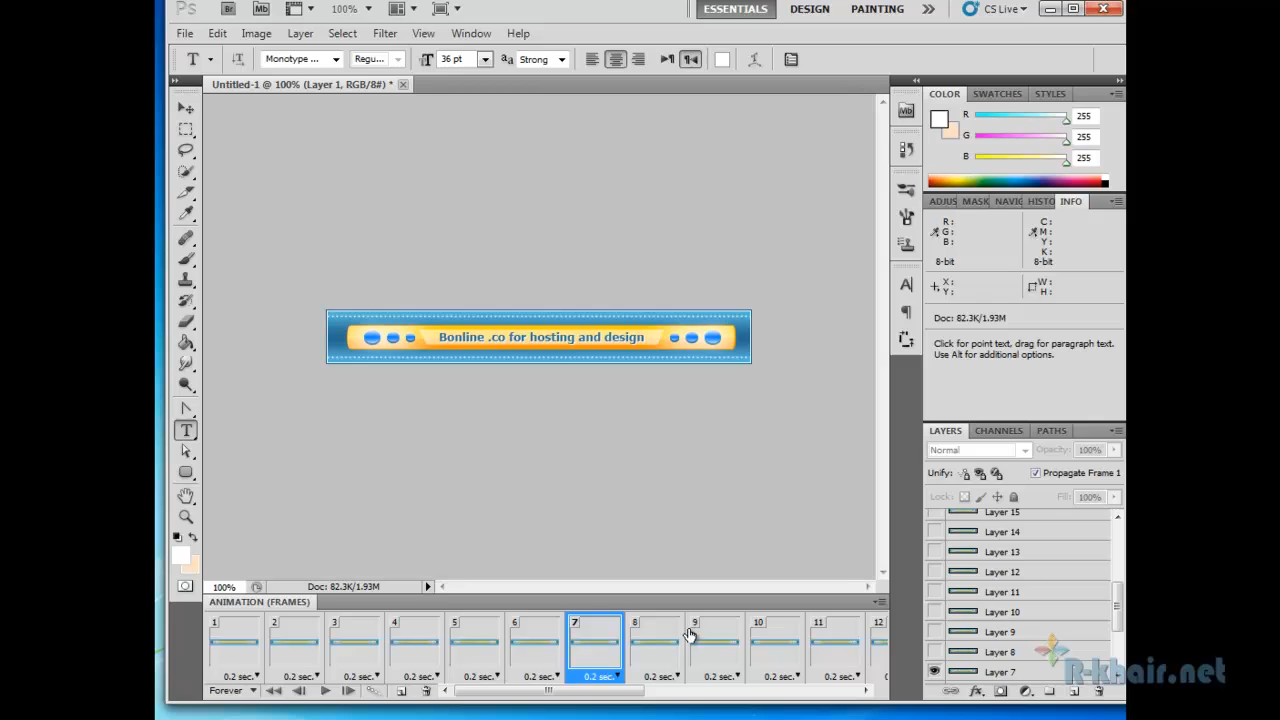 Ps Br Mb 100% ESSENTIALS DESIGN PAINTING CS Live
File Edit Image Layer Select Filter View Window Help
T Monotype ... Regu... 36 pt aa Strong
Untitled-1 @ 100% (Layer 1, RGB/8#) *
COLOR SWATCHES STYLES
R 255
G 255
B 255
ADJUS MASK NAVIG HISTO INFO
R: C:
G: M:
B: Y:
K:
8-bit 8-bit
X: W:
Y: H:
Doc: 82.3K/1.93M
Click for point text, drag for paragraph text.
Use Alt for additional options.
Bonline .co for hosting and design
LAYERS CHANNELS PATHS
Normal Opacity: 100%
Unify: Propagate Frame 1
Lock: Fill: 100%
Layer 15
Layer 14
Layer 13
Layer 12
Layer 11
Layer 10
Layer 9
Layer 8
Layer 7
100% Doc: 82.3K/1.93M
ANIMATION (FRAMES)
1 2 3 4 5 6 7 8 9 10 11 12
0.2 sec. 0.2 sec. 0.2 sec. 0.2 sec. 0.2 sec. 0.2 sec. 0.2 sec. 0.2 sec. 0.2 sec. 0.2 sec. 0.2 sec. 0.2
Forever
R-khair.net